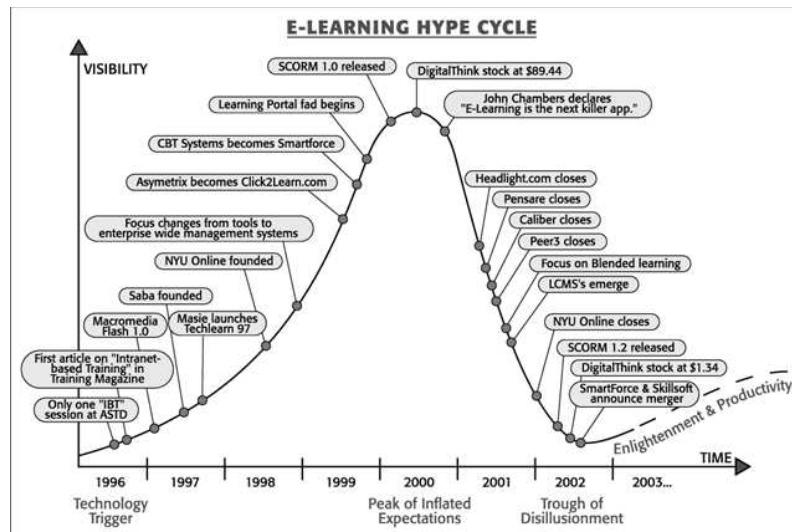 E-LEARNING HYPE CYCLE
VISIBILITY
SCORM 1.0 released
DigitalThink stock at $89.44
Learning Portal fad begins
John Chambers declares
"E-Learning is the next killer app."
CBT Systems becomes Smartforce
Asymetrix becomes Click2Learn.com
Headlight.com closes
Pensare closes
Caliber closes
Peer3 closes
Focus changes from tools to
enterprise wide management systems
NYU Online founded
Focus on Blended learning
LCMS's emerge
Saba founded
Macromedia
Flash 1.0
Masie launches
Techlearn 97
NYU Online closes
First article on "Intranet-
based Training" in
Training Magazine
SCORM 1.2 released
DigitalThink stock at $1.34
SmartForce & Skillsoft
announce merger
Only one "IBT"
session at ASTD
Enlightenment & Productivity
TIME
1996
1997
1998
1999
2000
2001
2002
2003...
Technology
Trigger
Peak of Inflated
Expectations
Trough of
Disillusionment